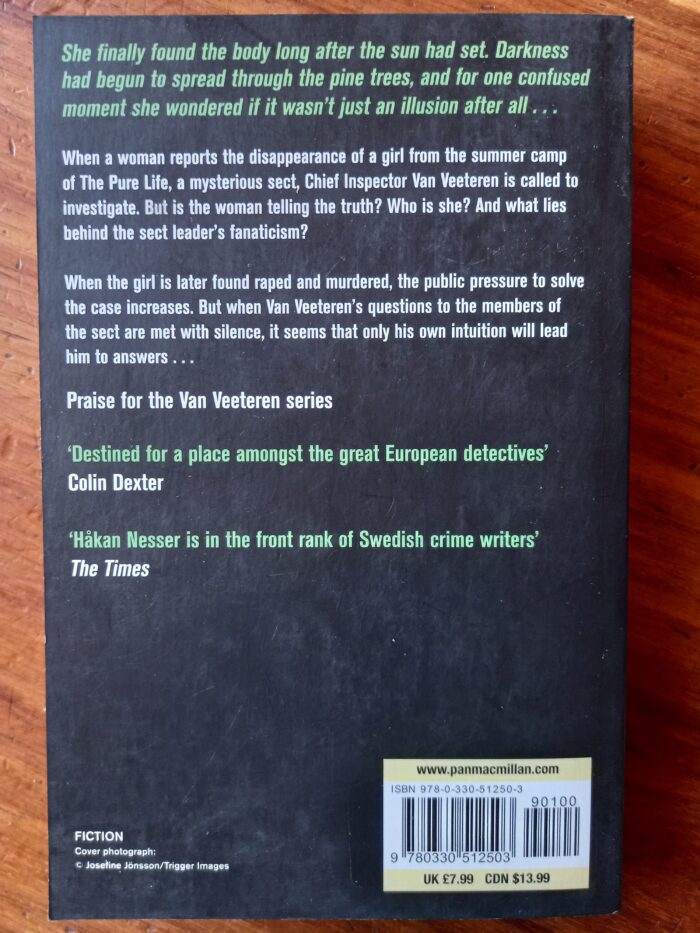 She finally found the body long after the sun had set. Darkness
had begun to spread through the pine trees, and for one confused
moment she wondered if it wasn't just an illusion after all . . .
When a woman reports the disappearance of a girl from the summer camp
of The Pure Life, a mysterious sect, Chief Inspector Van Veeteren is called to
investigate. But is the woman telling the truth? Who is she? And what lies
behind the sect leader's fanaticism?
When the girl is later found raped and murdered, the public pressure to solve
the case increases. But when Van Veeteren's questions to the members of
the sect are met with silence, it seems that only his own intuition will lead
him to answers . . .
Praise for the Van Veeteren series
‘Destined for a place amongst the great European detectives’
Colin Dexter
‘Håkan Nesser is in the front rank of Swedish crime writers’
The Times
www.panmacmillan.com
ISBN 978-0-330-51250-3
90100
9 780330 512503
UK £7.99 CDN $13.99
FICTION
Cover photograph:
© Josefine Jönsson/Trigger Images